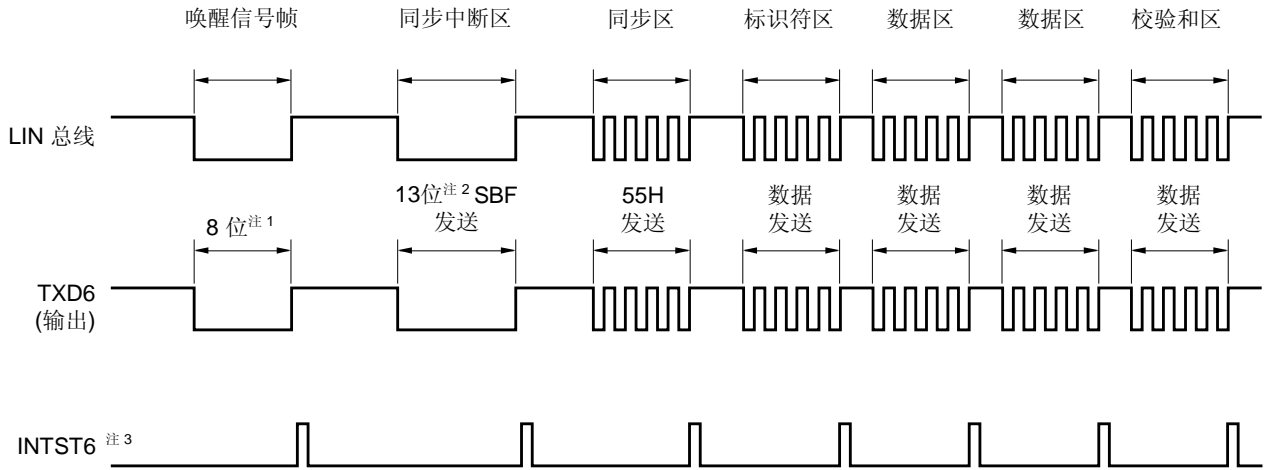 唤醒信号帧 同步中断区 同步区 标识符区 数据区 数据区 校验和区
LIN 总线
8 位注 1 13位注 2 SBF 发送 55H 发送 数据 发送 数据 发送 数据 发送 数据 发送
TXD6
(输出)
INTST6 注 3